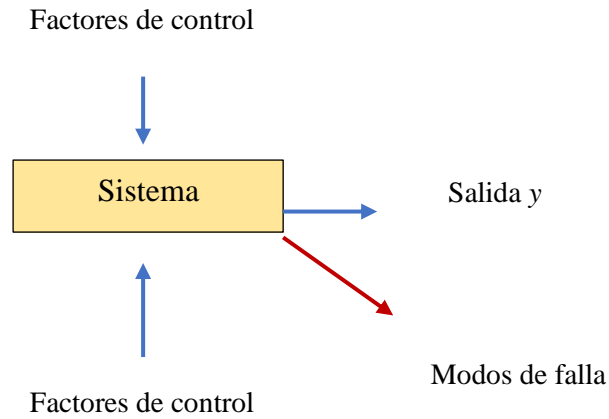 Factores de control
Sistema
Salida y
Modos de falla
Factores de control